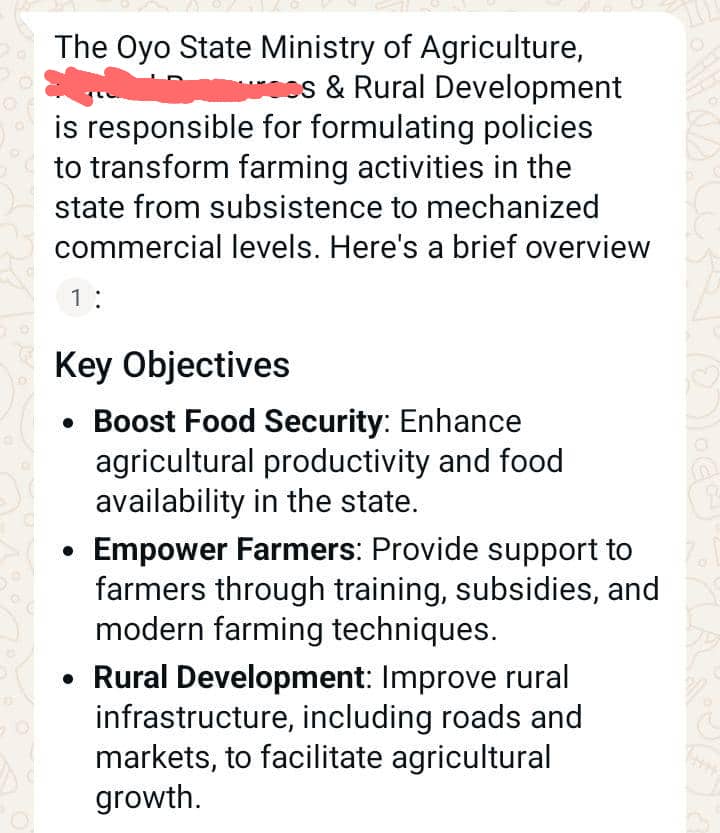 The Oyo State Ministry of Agriculture,
& Rural Development
is responsible for formulating policies
to transform farming activities in the
state from subsistence to mechanized
commercial levels. Here's a brief overview
1 :
Key Objectives
• Boost Food Security: Enhance
agricultural productivity and food
availability in the state.
• Empower Farmers: Provide support to
farmers through training, subsidies, and
modern farming techniques.
• Rural Development: Improve rural
infrastructure, including roads and
markets, to facilitate agricultural
growth.